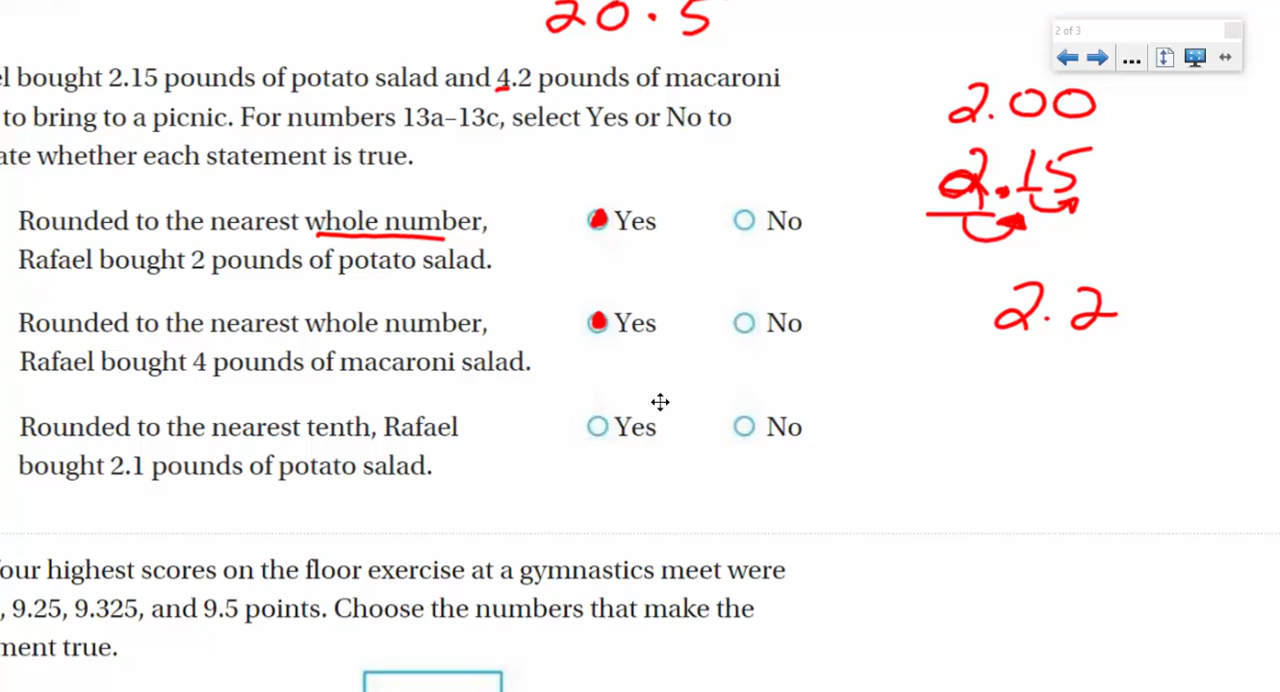 20.5
2 of 3
el bought 2.15 pounds of potato salad and 4.2 pounds of macaroni
to bring to a picnic. For numbers 13a–13c, select Yes or No to
ate whether each statement is true.
2.00
2.15
2.2
Rounded to the nearest whole number, Yes No
Rafael bought 2 pounds of potato salad.
Rounded to the nearest whole number, Yes No
Rafael bought 4 pounds of macaroni salad.
Rounded to the nearest tenth, Rafael Yes No
bought 2.1 pounds of potato salad.
our highest scores on the floor exercise at a gymnastics meet were
, 9.25, 9.325, and 9.5 points. Choose the numbers that make the
ment true.